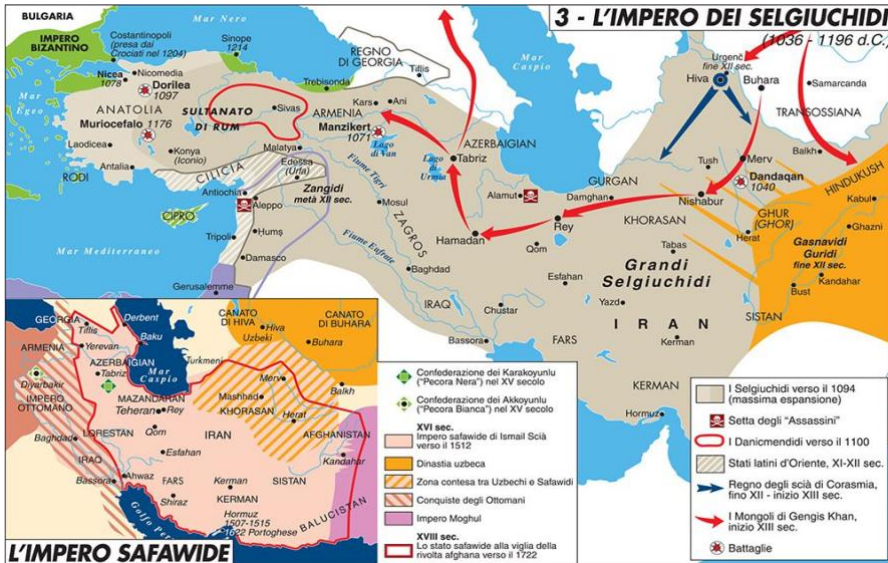 3 - L'IMPERO DEI SELGIUCHIDI
(1036 - 1196 d.C.)
BULGARIA
Mar Nero
Costantinopoli
(presa dai
Crociati nel 1204)
IMPERO
BIZANTINO
Sinope
1214
REGNO
DI GEORGIA
Tiflis
Mar
Caspio
Urgenč
fine XII sec.
Hiva
Buhara
Samarcanda
TRANSOSSIANA
Nicea
1078
Nicomedia
Dorilea
1097
Trebisonda
Mar
Egeo
ANATOLIA
SULTANATO
DI RUM
Sivas
ARMENIA
Kars
Ani
Muriocefalo 1176
Manzikert
1071
Lago
di Van
AZERBAIGIAN
Tabriz
Lago
di
Urmia
Laodicea
Konya
(Iconio)
Malatya
Antalia
CILICIA
Edessa
(Urfa)
RODI
Antiochia
Aleppo
Zangidi
metà XII sec.
Fiume Tigri
Mosul
Alamut
GURGAN
Damghan
Tush
Merv
Balkh
Dandaqan
1040
HINDUKUSH
Nishabur
CIPRO
Ḥumṣ
Tripoli
Fiume Eufrate
ZAGROS
Hamadan
Rey
Qom
KHORASAN
GHUR
(GHOR)
Herat
Kabul
Ghazni
Mar Mediterraneo
Damasco
Baghdad
Tabas
Grandi
Selgiuchidi
Gasnavidi
Guridi
fine XII sec.
Gerusalemme
Esfahan
IRAQ
Chustar
Yazd
IRAN
Kandahar
Bust
SISTAN
Bassora
FARS
Kerman
KERMAN
Hormuz
I Selgiuchidi verso il 1094
(massima espansione)
Setta degli "Assassini"
I Danicmendidi verso il 1100
Stati latini d'Oriente, XI-XII sec.
Regno degli scià di Corasmia,
fino XII - inizio XIII sec.
I Mongoli di Gengis Khan,
inizio XIII sec.
Battaglie
Confederazione dei Karakoyunlu
("Pecora Nera") nel XV secolo
Confederazione degli Akkoyunlu
("Pecora Bianca") nel XV secolo
XVI sec.
Impero safawide di Ismail Scià
verso il 1512
Dinastia uzbeca
Zona contesa tra Uzbechi e Safawidi
Conquiste degli Ottomani
Impero Moghul
XVIII sec.
Lo stato safawide alla viglia della
rivolta afghana verso il 1722
GEORGIA
Tiflis
Derbent
Baku
CANATO
DI HIVA
Hiva
Uzbeki
CANATO
DI BUHARA
Buhara
ARMENIA
Yerevan
AZERBAIGIAN
Tabriz
Mar
Caspio
Turkmeni
Diyarbakir
IMPERO
OTTOMANO
MAZANDARAN
Teheran
Rey
Merv
Mashhad
KHORASAN
Balkh
Qom
LORESTAN
IRAN
Herat
AFGHANISTAN
Baghdad
Esfahan
IRAQ
SISTAN
Kandahar
Bassora
Ahwaz
FARS
Kerman
KERMAN
Shiraz
Hormuz
1507-1515
-1622 Portoghese
BALUCISTAN
L'IMPERO SAFAWIDE